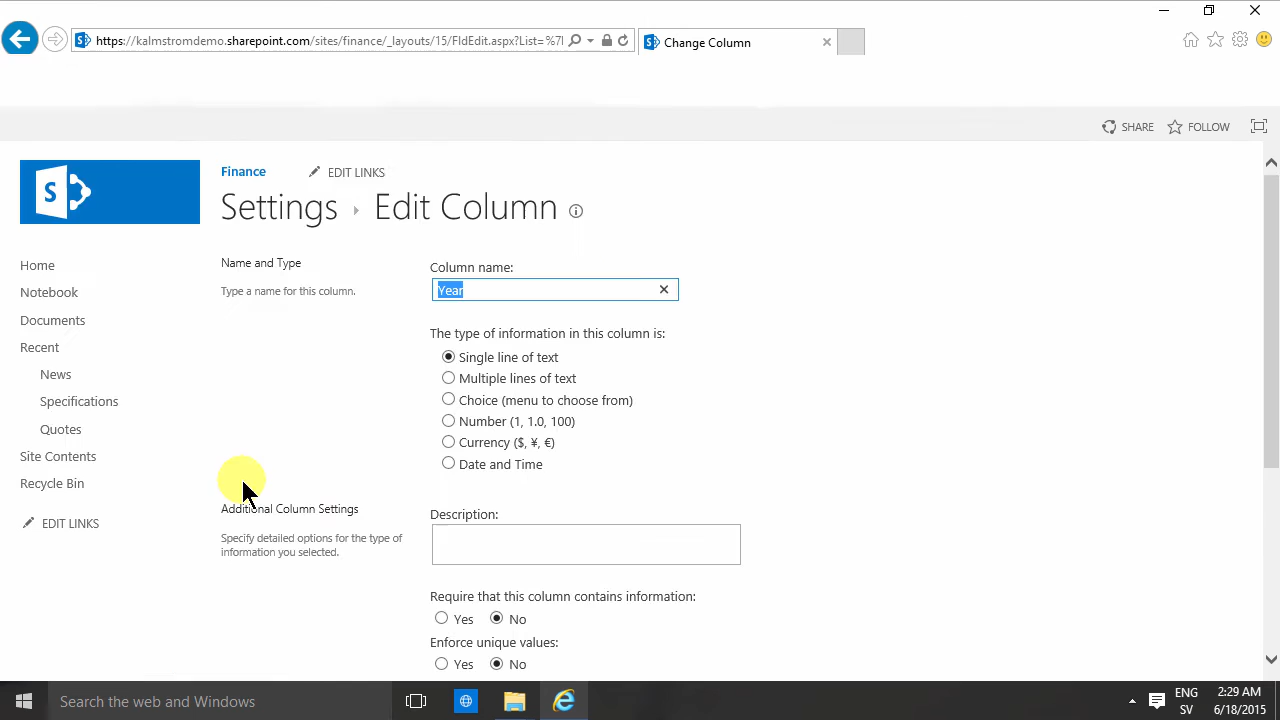 https://kalmstromdemo.sharepoint.com/sites/finance/_layouts/15/FldEdit.aspx?List=%7l
Change Column
SHARE
FOLLOW
S
Finance
EDIT LINKS
Settings
Edit Column
Home
Notebook
Documents
Recent
News
Specifications
Quotes
Site Contents
Recycle Bin
EDIT LINKS
Name and Type
Type a name for this column.
Column name:
Year
The type of information in this column is:
Single line of text
Multiple lines of text
Choice (menu to choose from)
Number (1, 1.0, 100)
Currency ($, ¥, €)
Date and Time
Additional Column Settings
Specify detailed options for the type of
information you selected.
Description:
Require that this column contains information:
Yes No
Enforce unique values:
Yes No
Search the web and Windows
ENG
SV
2:29 AM
6/18/2015